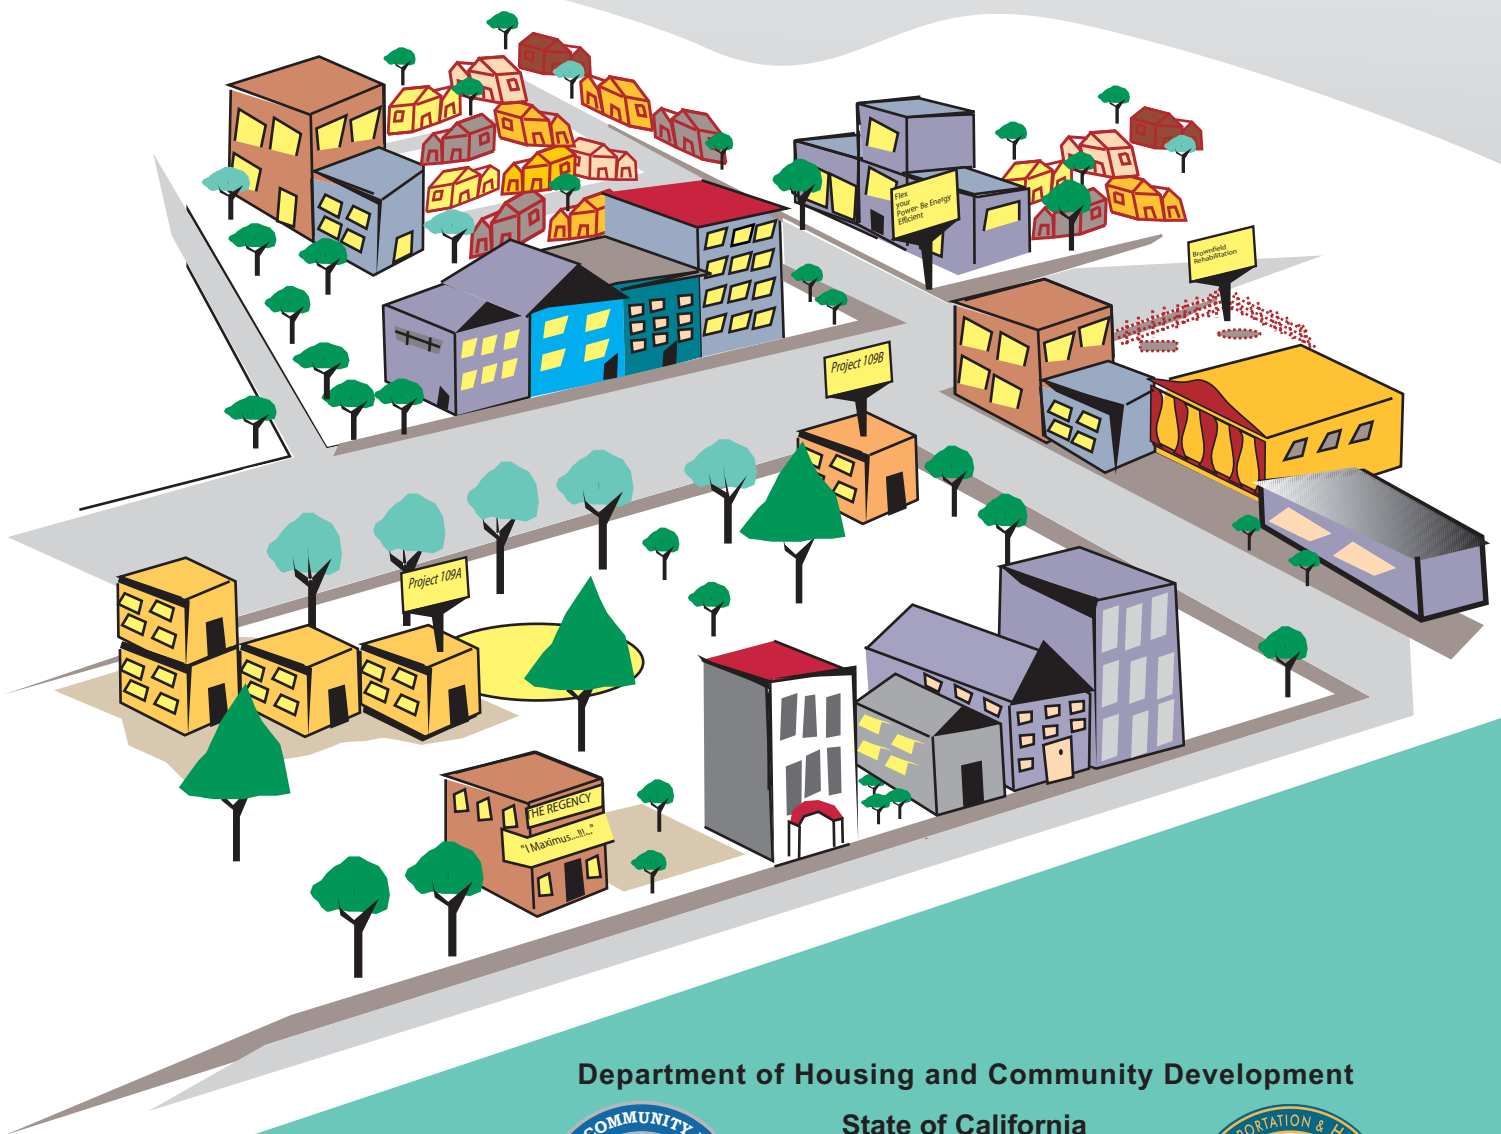 Flex
your
Power- Be Energy
Efficient
Brownfield
Rehabilitation
Project 109B
Project 109A
THE REGENCY
"I Maximus...!!!..."
Department of Housing and Community Development
State of California
COMMUNITY
PORTATION & H